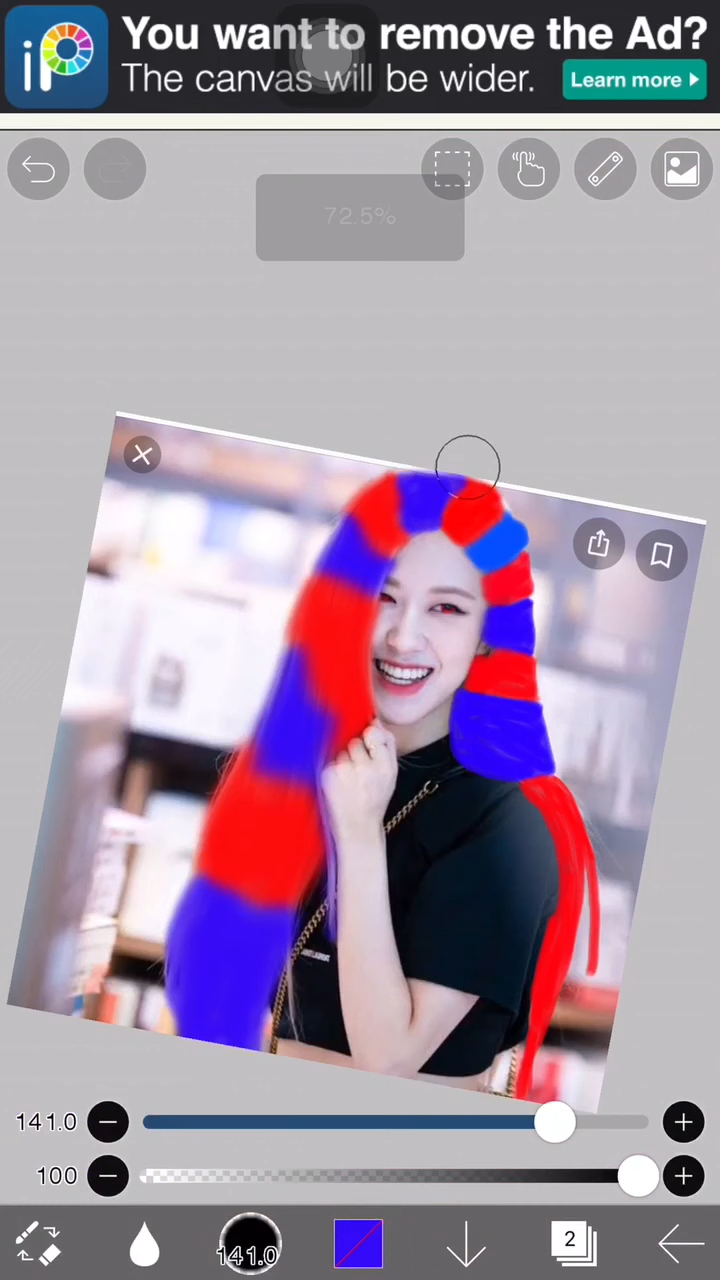 iP
You want to remove the Ad?
The canvas will be wider.
Learn more
72.5%
141.0
100
141.0
2